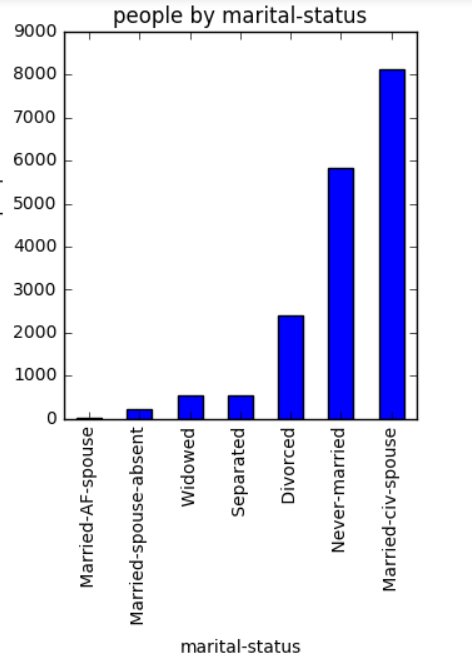 people by marital-status
9000
8000
7000
6000
5000
4000
3000
2000
1000
0
Married-AF-spouse
Married-spouse-absent
Widowed
Separated
Divorced
Never-married
Married-civ-spouse
marital-status